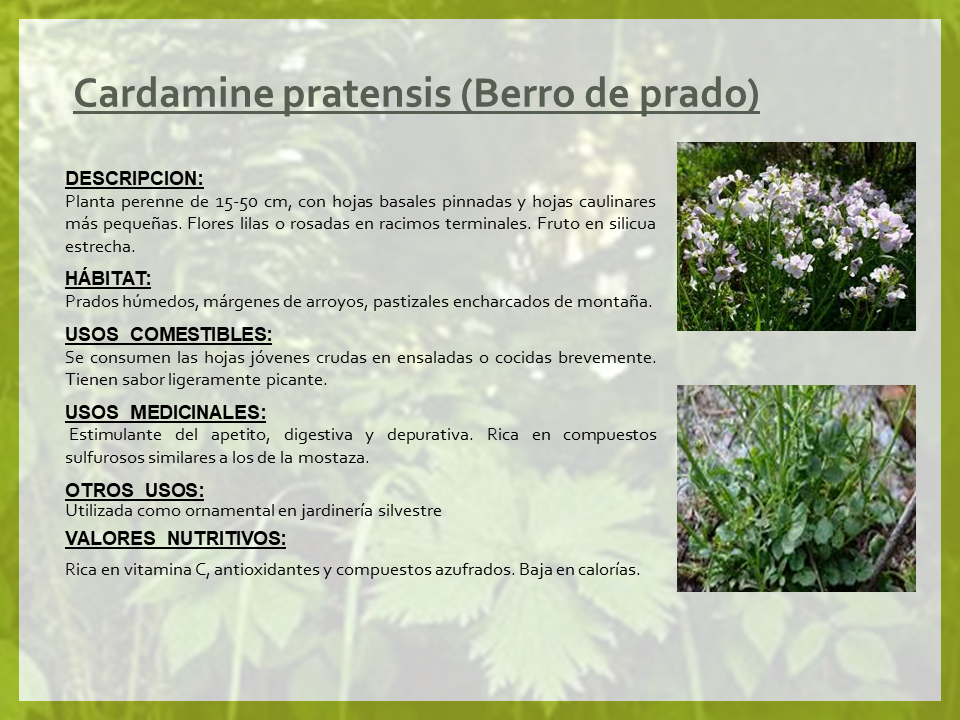 Cardamine pratensis (Berro de prado)
DESCRIPCION:
Planta perenne de 15-50 cm, con hojas basales pinnadas y hojas caulinares
más pequeñas. Flores lilas o rosadas en racimos terminales. Fruto en silicua
estrecha.
HÁBITAT:
Prados húmedos, márgenes de arroyos, pastizales encharcados de montaña.
USOS COMESTIBLES:
Se consumen las hojas jóvenes crudas en ensaladas o cocidas brevemente.
Tienen sabor ligeramente picante.
USOS MEDICINALES:
Estimulante del apetito, digestiva y depurativa. Rica en compuestos
sulfurosos similares a los de la mostaza.
OTROS USOS:
Utilizada como ornamental en jardinería silvestre
VALORES NUTRITIVOS:
Rica en vitamina C, antioxidantes y compuestos azufrados. Baja en calorías.